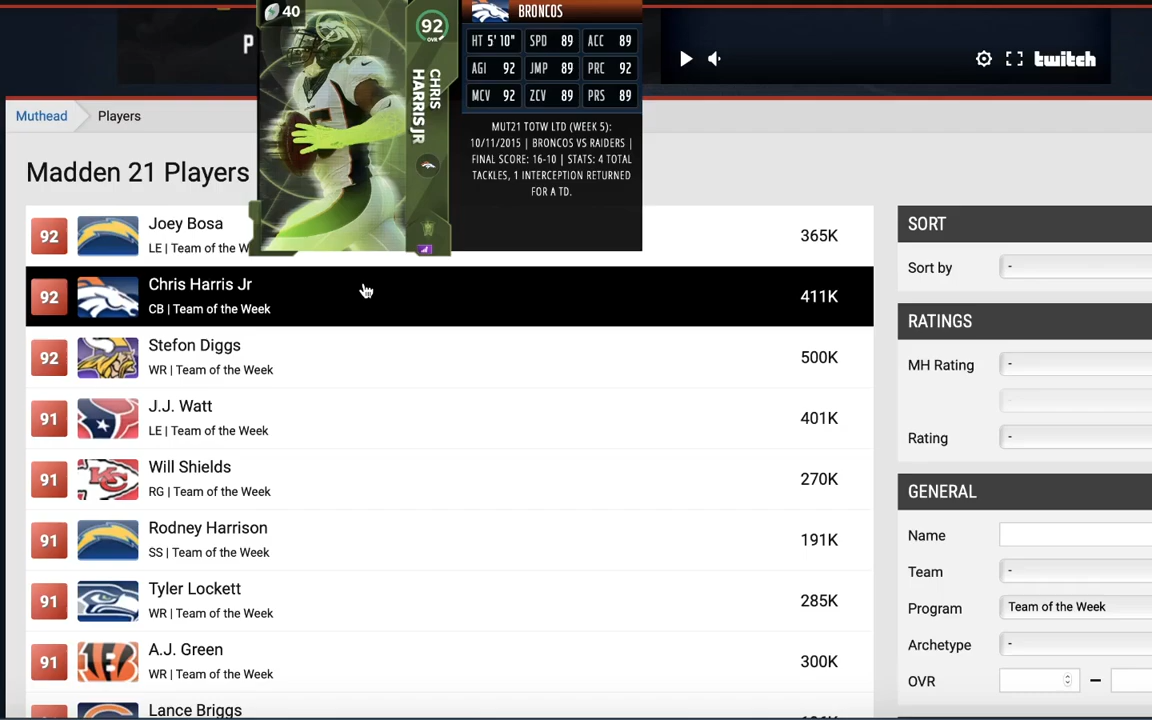 40
92
OVR
CHRIS
HARRIS JR
BRONCOS
HT 5' 10" SPD 89 ACC 89
AGI 92 JMP 89 PRC 92
MCV 92 ZCV 89 PRS 89
MUT21 TOTW LTD (WEEK 5):
10/11/2015 | BRONCOS VS RAIDERS |
FINAL SCORE: 16-10 | STATS: 4 TOTAL
TACKLES, 1 INTERCEPTION RETURNED
FOR A TD.
P
twitch
Muthead Players
Madden 21 Players
92 Joey Bosa 365K
LE | Team of the W
92 Chris Harris Jr 411K
CB | Team of the Week
92 Stefon Diggs 500K
WR | Team of the Week
91 J.J. Watt 401K
LE | Team of the Week
91 Will Shields 270K
RG | Team of the Week
91 Rodney Harrison 191K
SS | Team of the Week
91 Tyler Lockett 285K
WR | Team of the Week
91 A.J. Green 300K
WR | Team of the Week
Lance Briggs
SORT
Sort by -
RATINGS
MH Rating -
-
Rating -
GENERAL
Name
Team -
Program Team of the Week
Archetype -
OVR –